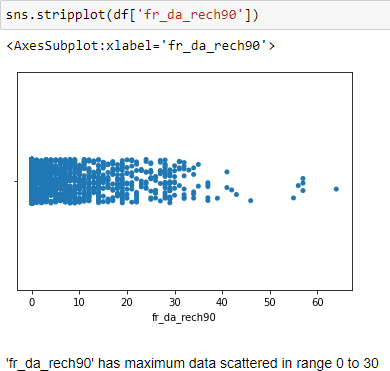 sns.stripplot(df['fr_da_rech90'])
<AxesSubplot:xlabel='fr_da_rech90'>
0 10 20 30 40 50 60
fr_da_rech90
'fr_da_rech90' has maximum data scattered in range 0 to 30